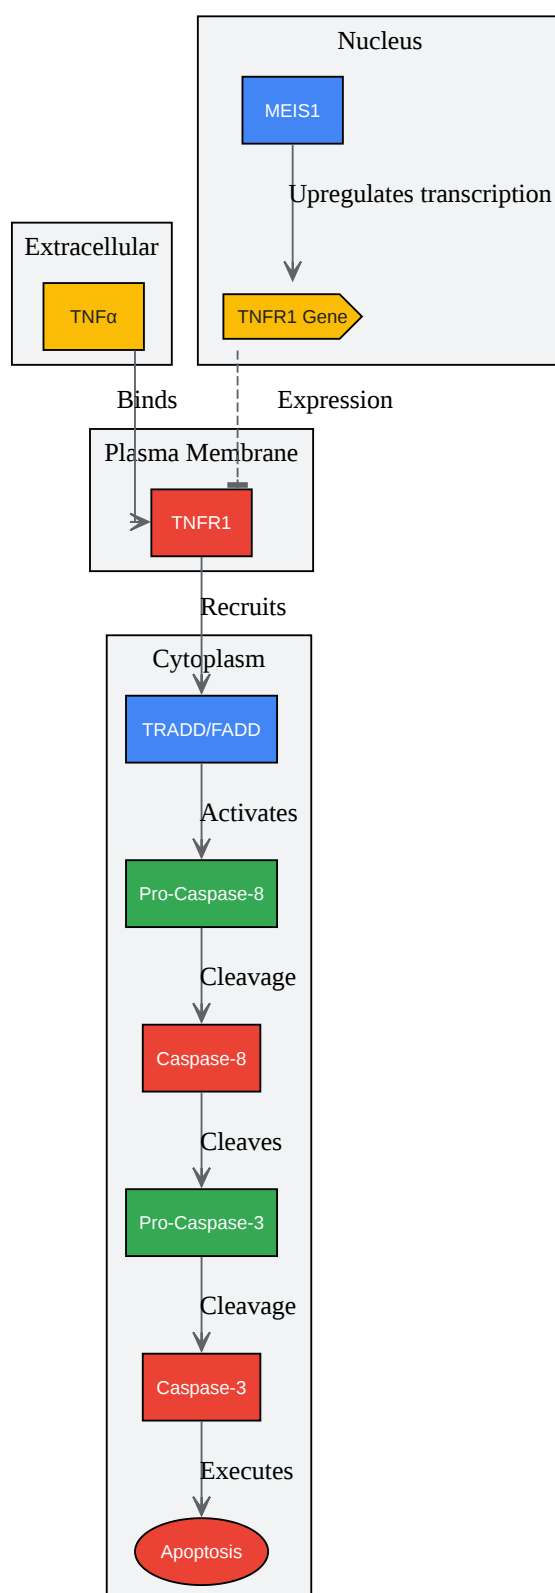 Nucleus
MEIS1
Upregulates transcription
Extracellular
TNFα
TNFR1 Gene
Binds
Expression
Plasma Membrane
TNFR1
Recruits
Cytoplasm
TRADD/FADD
Activates
Pro-Caspase-8
Cleavage
Caspase-8
Cleaves
Pro-Caspase-3
Cleavage
Caspase-3
Executes
Apoptosis